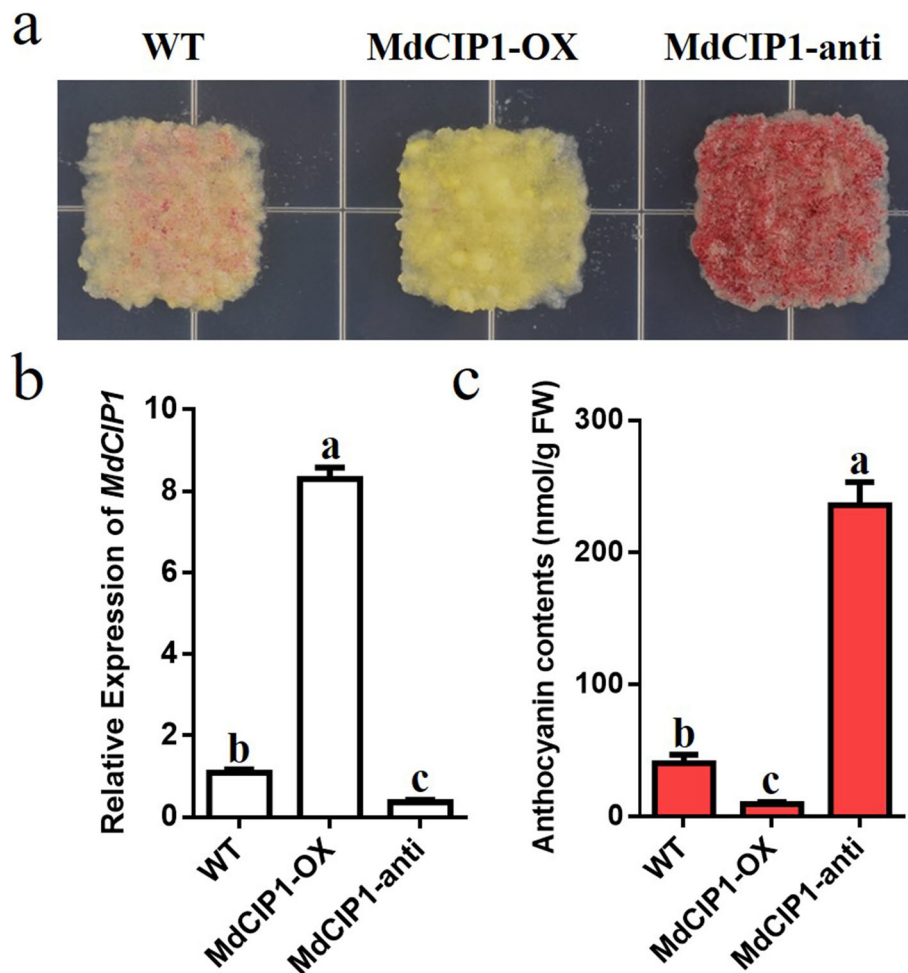 a
WT MdCIP1-OX MdCIP1-anti
b
Relative Expression of MdCIP1
10
8
6
4
2
0
b
a
c
WT
MdCIP1-OX
MdCIP1-anti
c
Anthocyanin contents (nmol/g FW)
300
200
100
0
b
c
a
WT
MdCIP1-OX
MdCIP1-anti